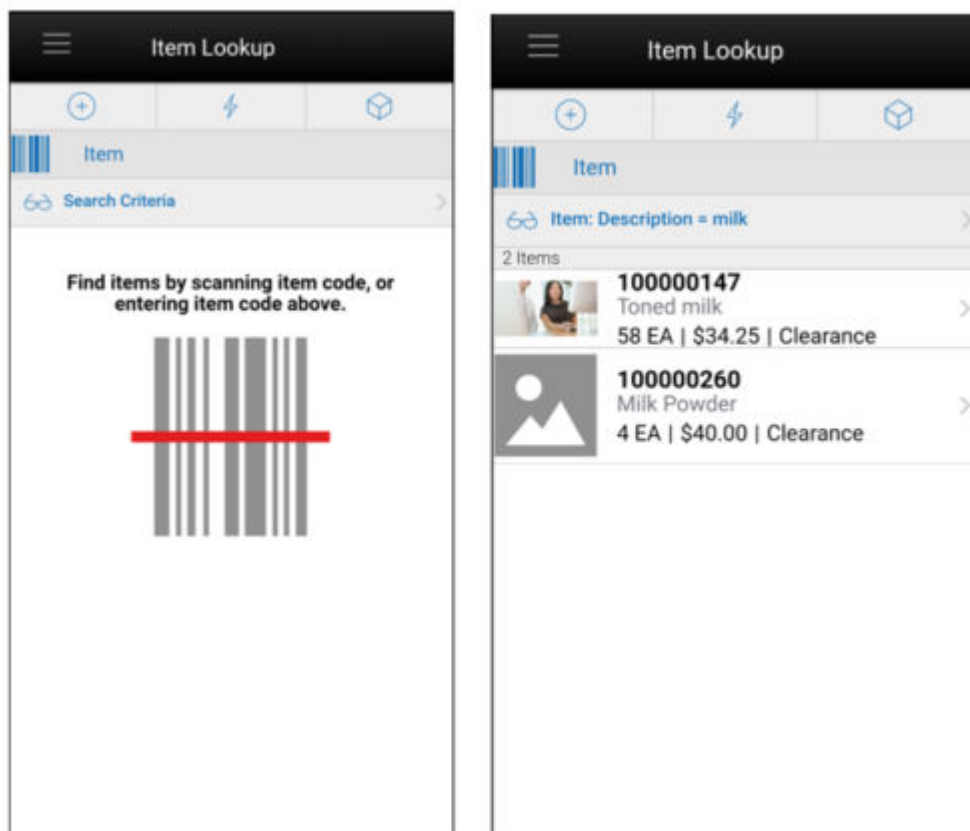 Item Lookup
Item
Search Criteria
Find items by scanning item code, or
entering item code above.
Item Lookup
Item
Item: Description = milk
2 Items
100000147
Toned milk
58 EA | $34.25 | Clearance
100000260
Milk Powder
4 EA | $40.00 | Clearance